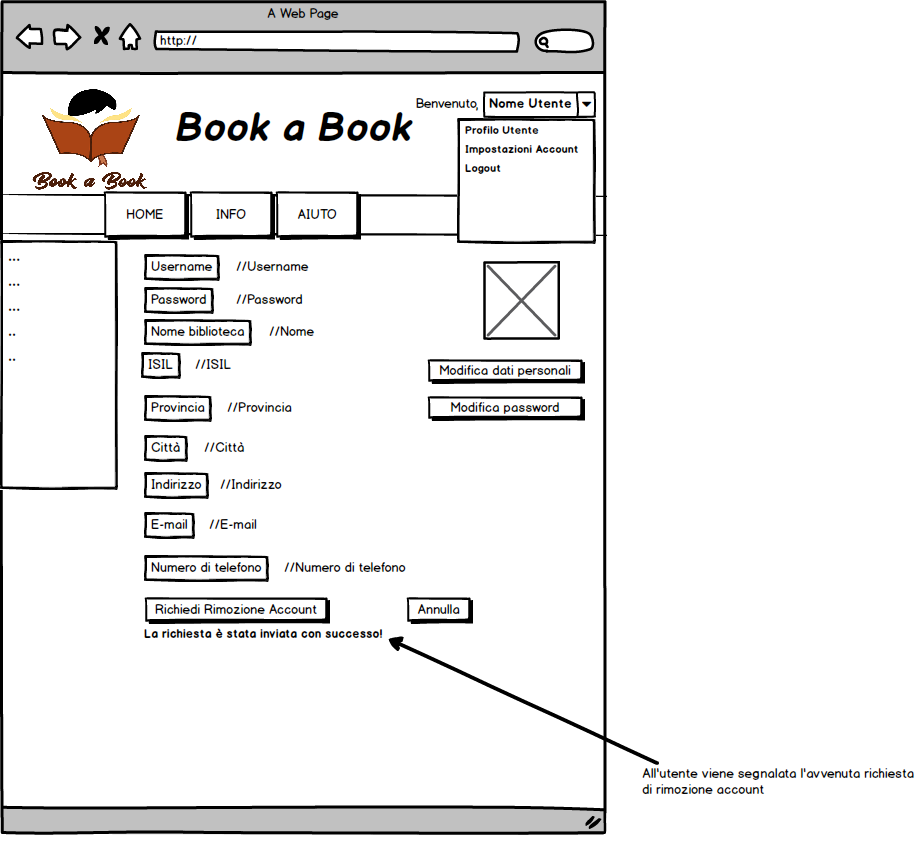 A Web Page
http://
Benvenuto, Nome Utente
Book a Book
Profilo Utente
Impostazioni Account
Logout
Book a Book
HOME INFO AIUTO
...
...
...
..
..
Username //Username
Password //Password
Nome biblioteca //Nome
ISIL //ISIL
Modifica dati personali
Provincia //Provincia
Modifica password
Città //Città
Indirizzo //Indirizzo
E-mail //E-mail
Numero di telefono //Numero di telefono
Richiedi Rimozione Account Annulla
La richiesta è stata inviata con successo!
All'utente viene segnalata l'avvenuta richiesta
di rimozione account